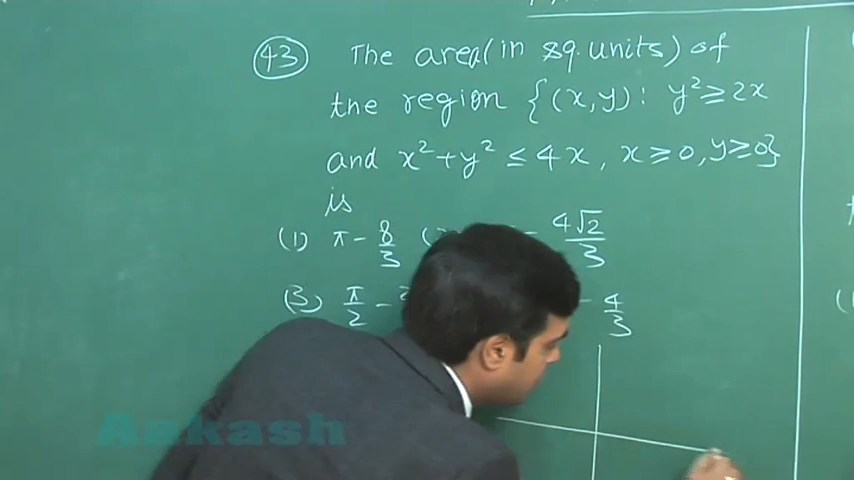 43 The area (in sq. units) of
the region {(x,y) : y² ≥ 2x
and x² + y² ≤ 4x, x ≥ 0, y ≥ 0}
is
(1) π - 8/3 (2) - 4√2/3
(3) π/2 - - 4/3
Aakash